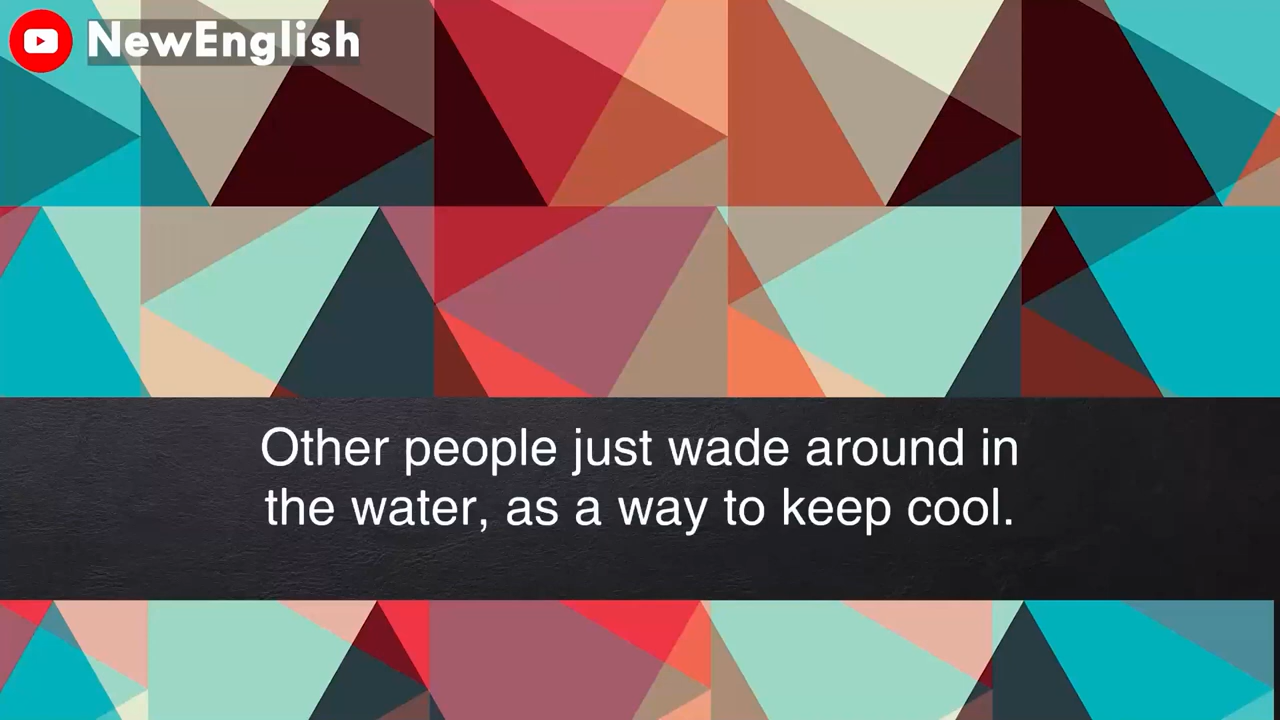 NewEnglish
Other people just wade around in
the water, as a way to keep cool.